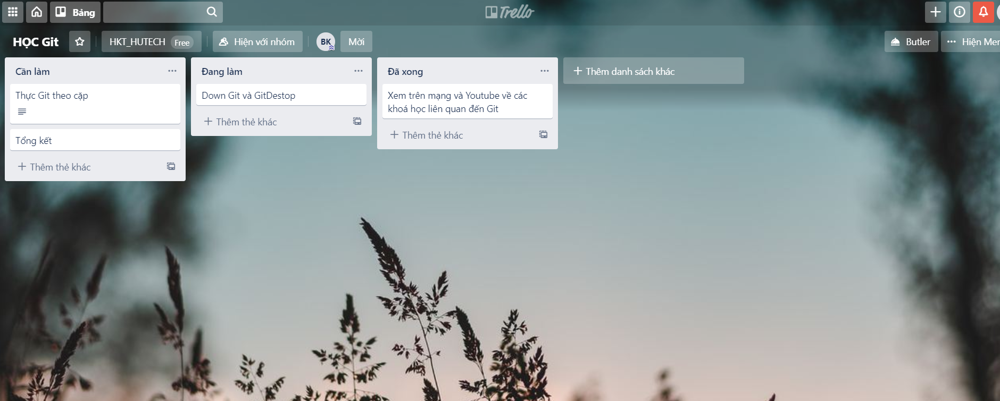 Bảng
Trello
HỌC Git
HKT_HUTECH Free
Hiện với nhóm
BK
Mời
Butler
Hiện Mer
Cần làm
Thực Git theo cặp
Tổng kết
+ Thêm thẻ khác
Đang làm
Down Git và GitDestop
+ Thêm thẻ khác
Đã xong
Xem trên mạng và Youtube về các
khoá học liên quan đến Git
+ Thêm thẻ khác
+ Thêm danh sách khác